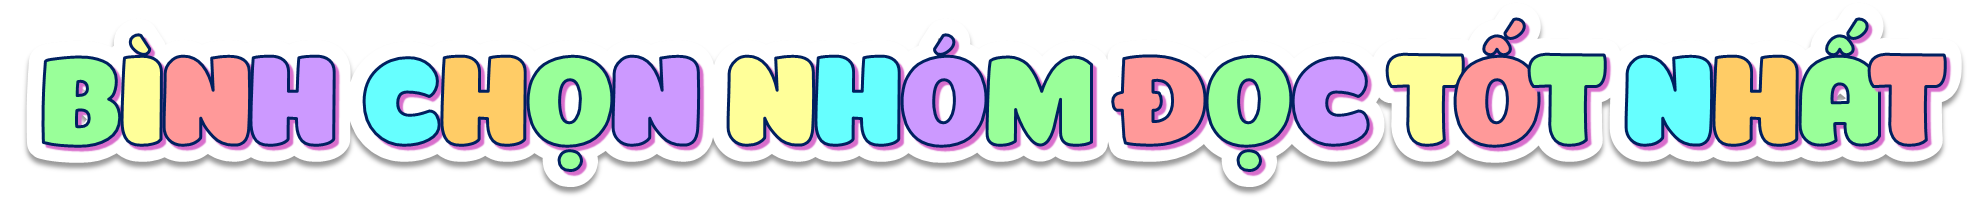 BÌNH CHỌN NHÓM ĐỌC TỐT NHẤT